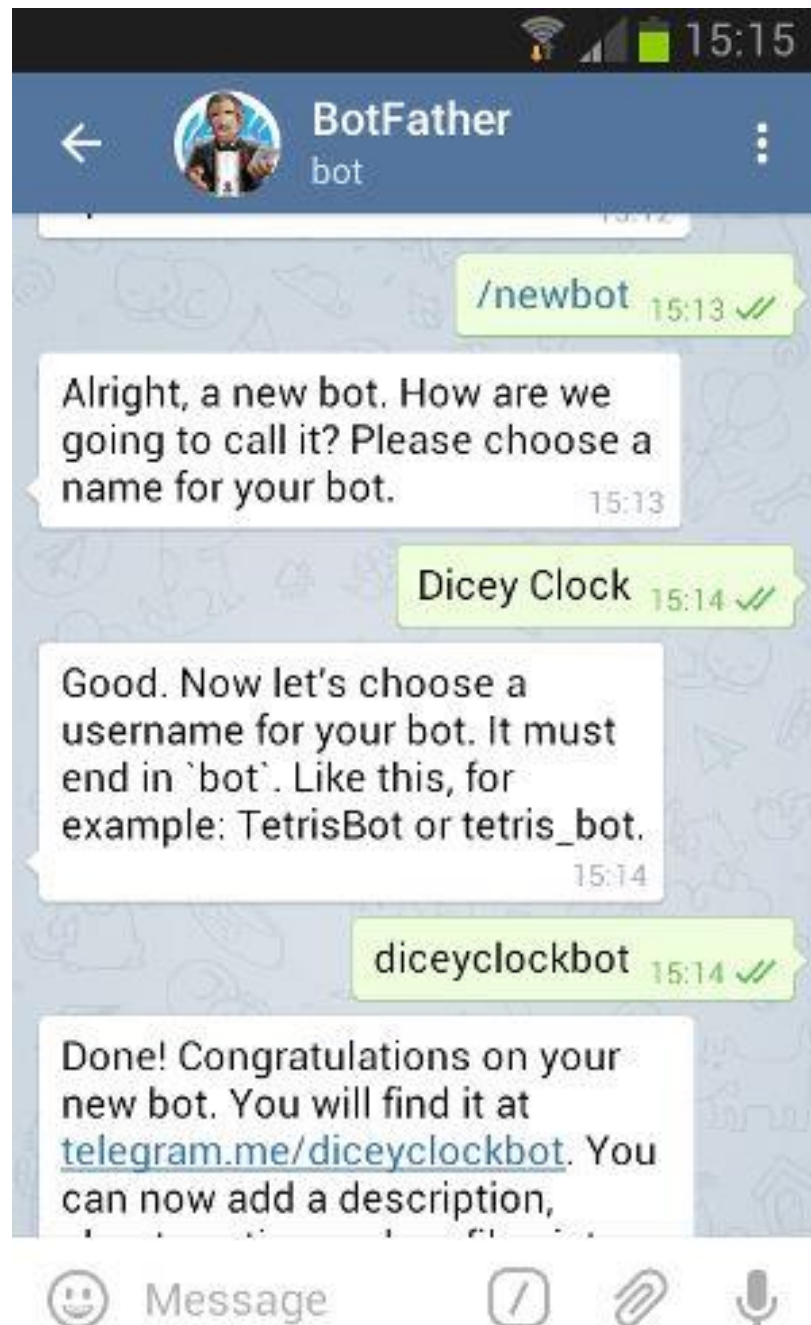 15:15
BotFather
bot
15:12
/newbot 15:13
Alright, a new bot. How are we
going to call it? Please choose a
name for your bot. 15:13
Dicey Clock 15:14
Good. Now let's choose a
username for your bot. It must
end in `bot`. Like this, for
example: TetrisBot or tetris_bot.
15:14
diceyclockbot 15:14
Done! Congratulations on your
new bot. You will find it at
telegram.me/diceyclockbot. You
can now add a description,
Message